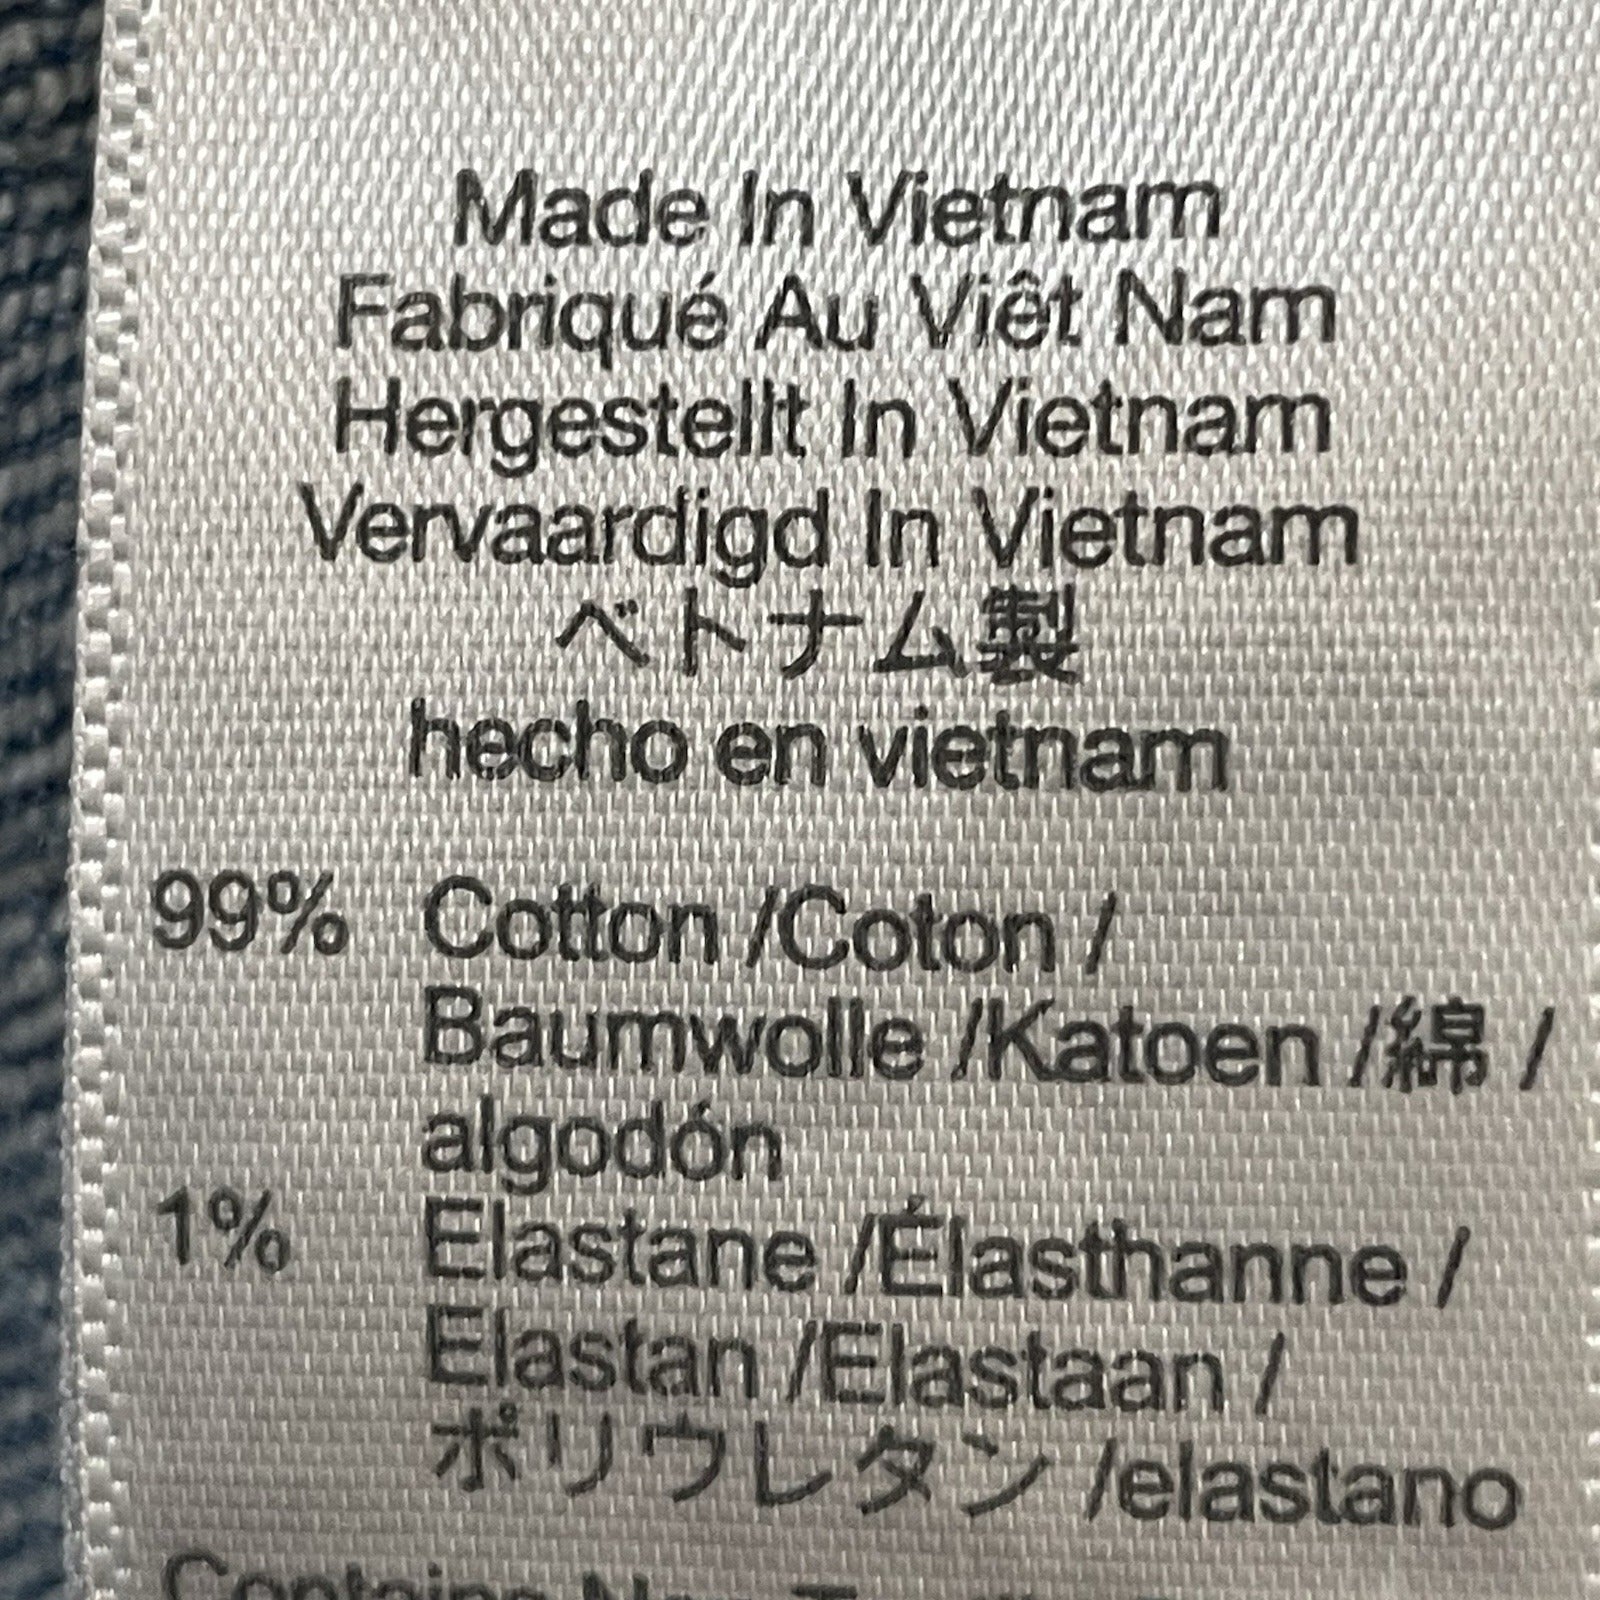 Made In Vietnam
Fabriqué Au Viêt Nam
Hergestellt In Vietnam
Vervaardigd In Vietnam
ベトナム製
hecho en vietnam
99% Cotton /Coton /
Baumwolle /Katoen /綿 /
algodón
1% Elastane /Élasthanne /
Elastan /Elastaan /
ポリウレタン /elastano
Contains Non-